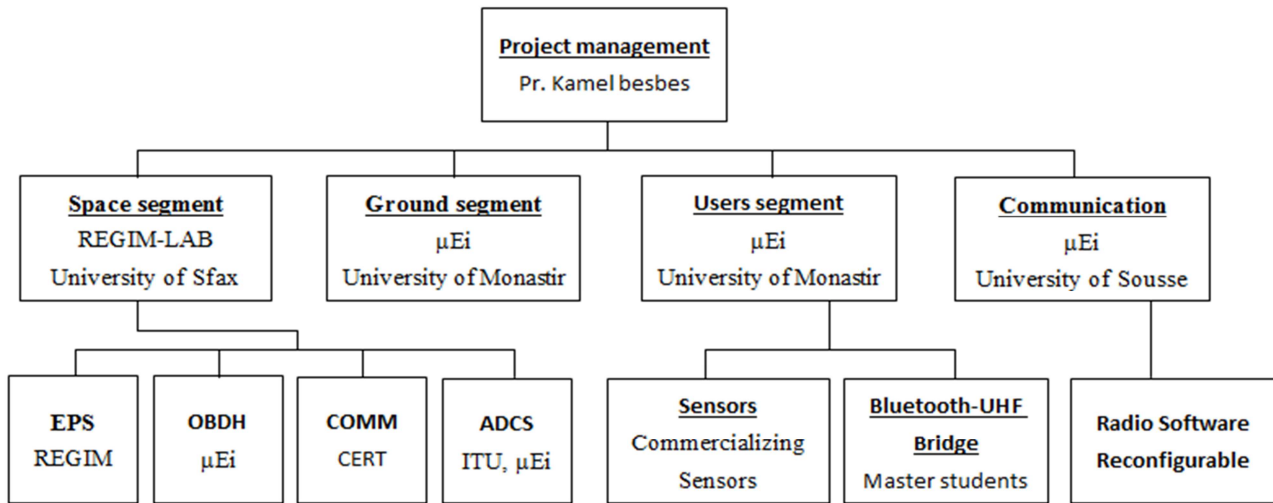 Project management
Pr. Kamel besbes
Space segment
REGIM-LAB
University of Sfax
Ground segment
µEi
University of Monastir
Users segment
µEi
University of Monastir
Communication
µEi
University of Sousse
EPS
REGIM
OBDH
µEi
COMM
CERT
ADCS
ITU, µEi
Sensors
Commercializing
Sensors
Bluetooth-UHF
Bridge
Master students
Radio Software
Reconfigurable